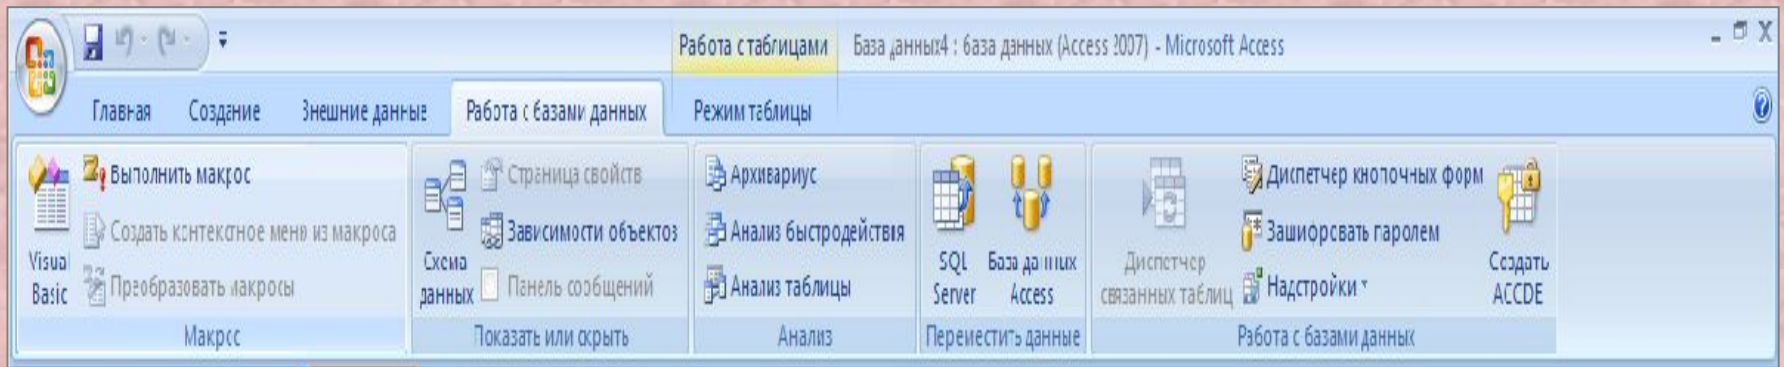 Работа с таблицами База данных4 : база данных (Access 2007) - Microsoft Access
Главная Создание Внешние данные Работа с базами данных Режим таблицы
Visual Basic
Выполнить макрос
Создать контекстное меню из макроса
Преобразовать макросы
Макрос
Схема данных
Страница свойств
Зависимости объектов
Панель сообщений
Показать или скрыть
Архивариус
Анализ быстродействия
Анализ таблицы
Анализ
SQL Server
База данных Access
Переместить данные
Диспетчер связанных таблиц
Диспетчер кнопочных форм
Зашифровать паролем
Надстройки
Создать ACCDE
Работа с базами данных